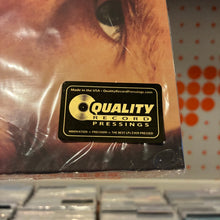 Made in the USA • QualityRecordPressings.com
QUALITY
RECORD
PRESSINGS
INNOVATION • PRECISION • THE BEST LPs EVER PRESSED